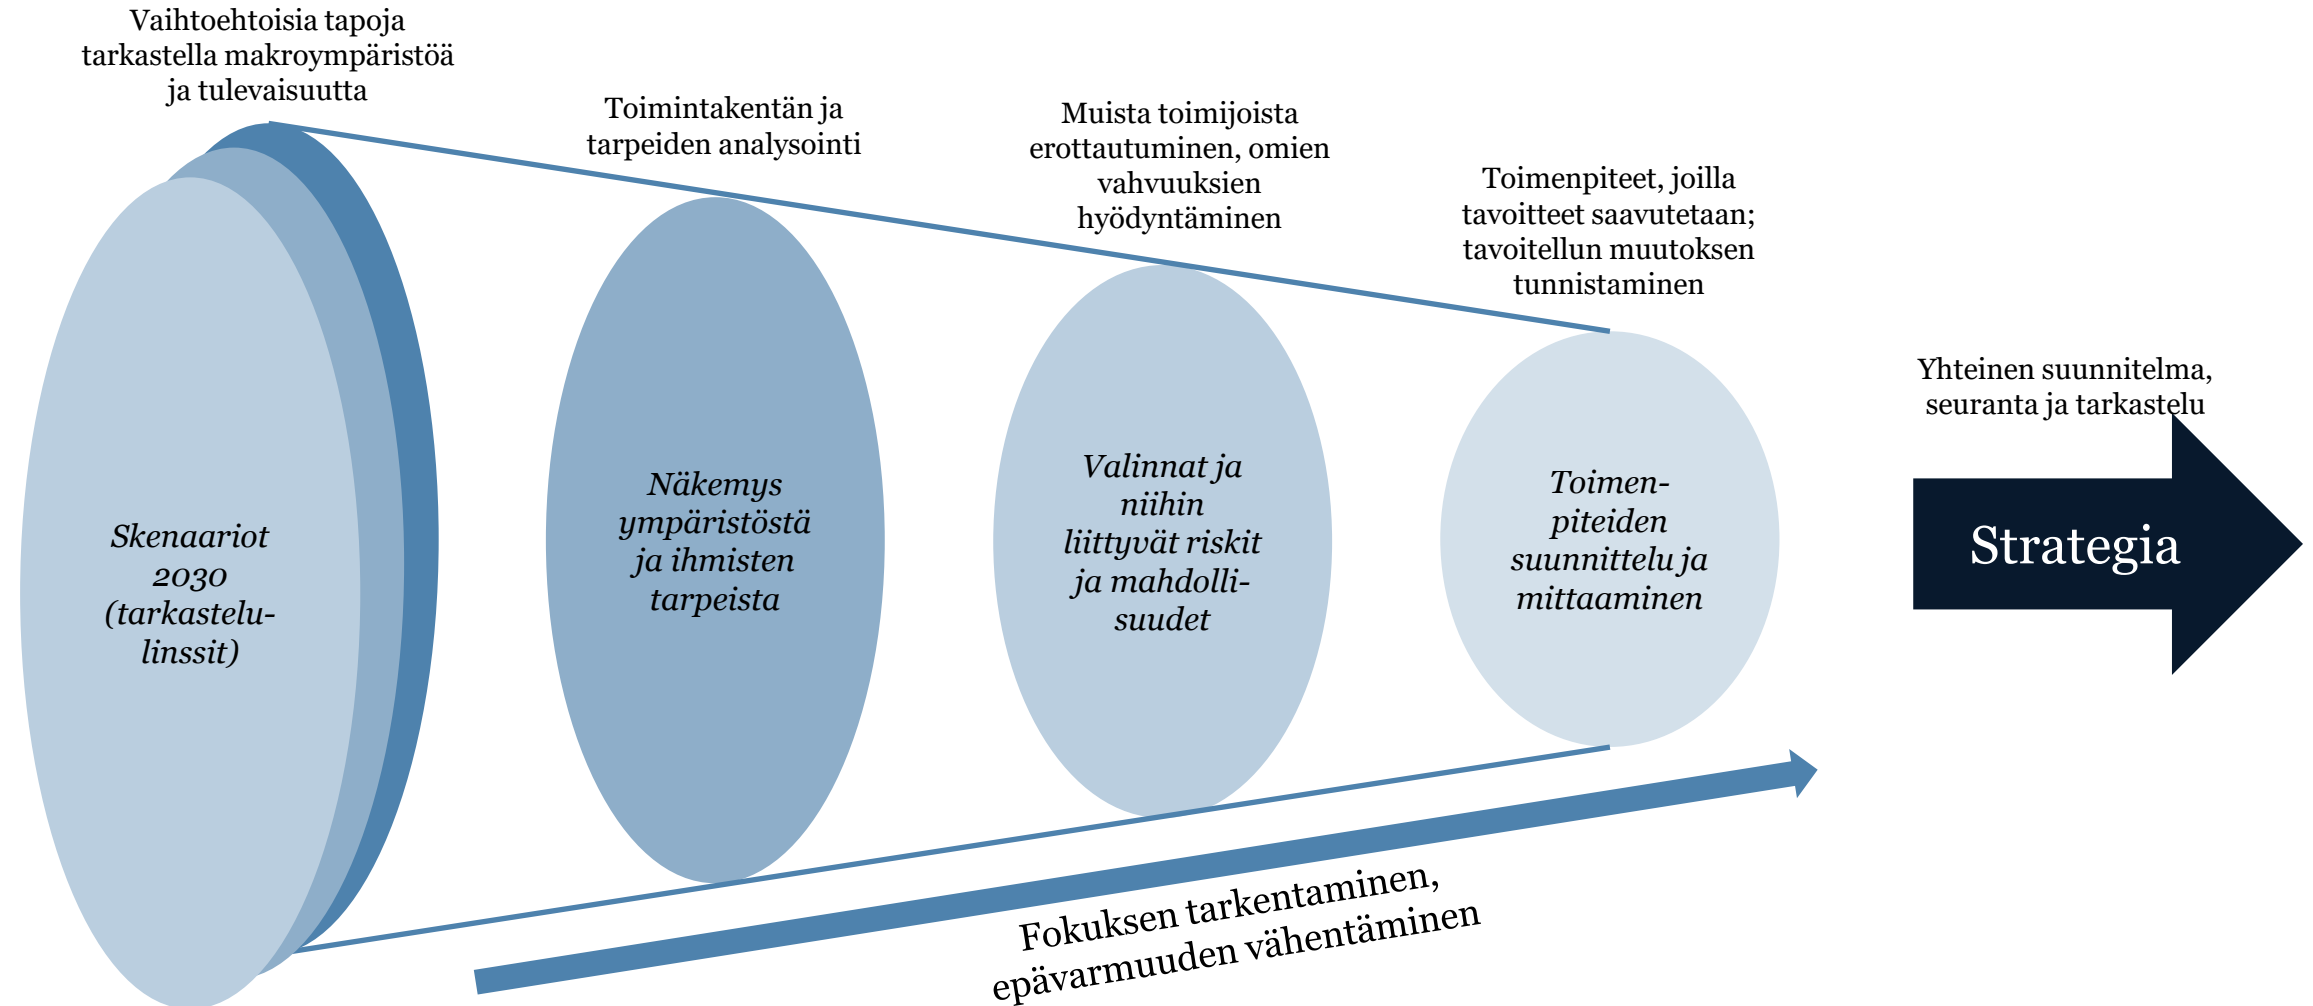 Vaihtoehtoisia tapoja
tarkastella makroympäristöä
ja tulevaisuutta
Toimintakentän ja
tarpeiden analysointi
Muista toimijoista
erottautuminen, omien
vahvuuksien
hyödyntäminen
Toimenpiteet, joilla
tavoitteet saavutetaan;
tavoitellun muutoksen
tunnistaminen
Yhteinen suunnitelma,
seuranta ja tarkastelu
Skenaariot
2030
(tarkastelu-
linssit)
Näkemys
ympäristöstä
ja ihmisten
tarpeista
Valinnat ja
niihin
liittyvät riskit
ja mahdolli-
suudet
Toimen-
piteiden
suunnittelu ja
mittaaminen
Strategia
Fokuksen tarkentaminen,
epävarmuuden vähentäminen